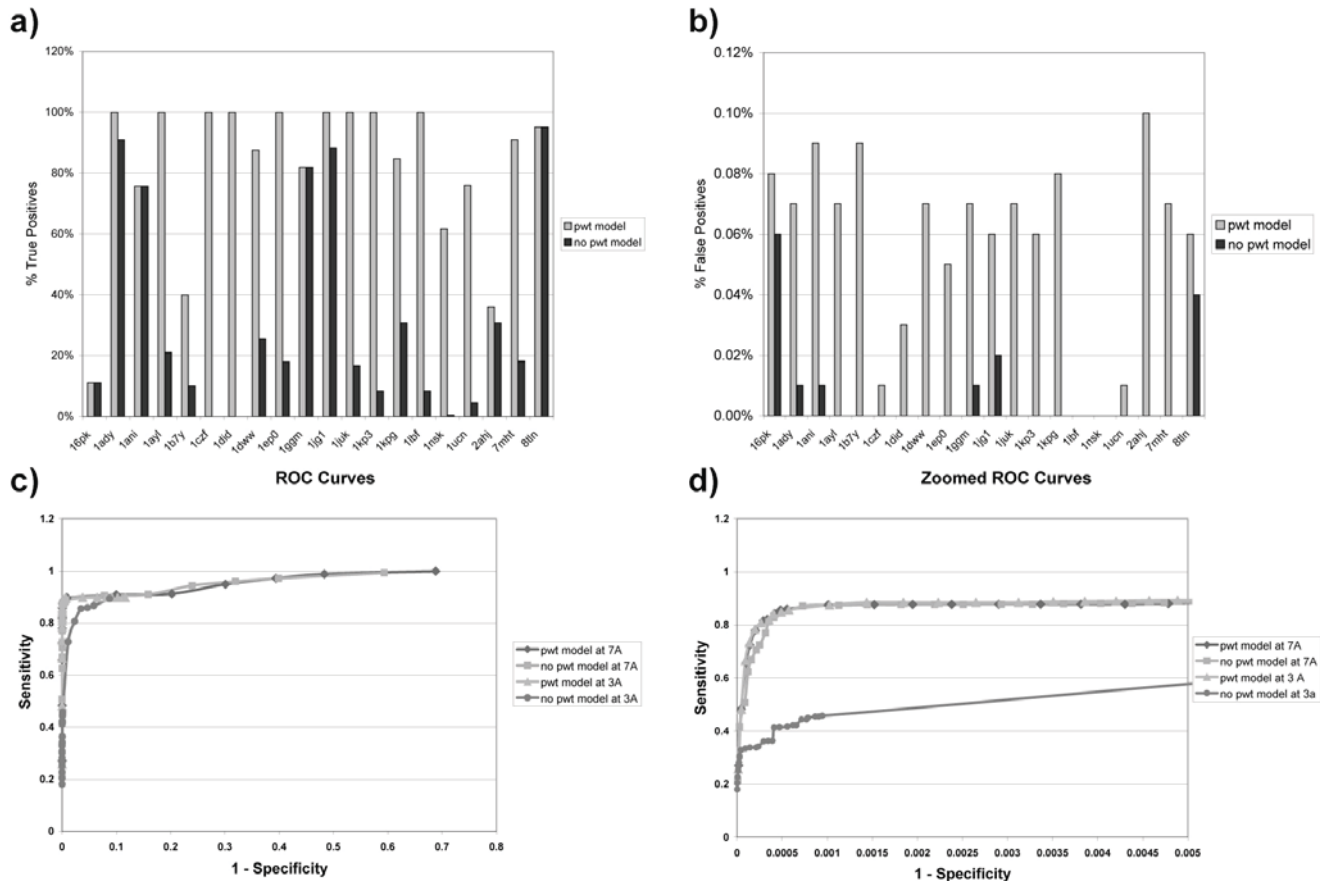 a)
120%
100%
80%
60%
40%
20%
0%
% True Positives
16pk 1ady 1ani 1ayl 1b7y 1czf 1did 1dww 1ep0 1ggm 1jg1 1juk 1kp3 1kpg 1lbf 1nsk 1ucn 2ahj 7mht 8tln
pwt model
no pwt model
b)
0.12%
0.10%
0.08%
0.06%
0.04%
0.02%
0.00%
% False Positives
16pk 1ady 1ani 1ayl 1b7y 1czf 1did 1dww 1ep0 1ggm 1jg1 1juk 1kp3 1kpg 1lbf 1nsk 1ucn 2ahj 7mht 8tln
pwt model
no pwt model
c)
ROC Curves
1.2
1
0.8
0.6
0.4
0.2
0
Sensitivity
0 0.1 0.2 0.3 0.4 0.5 0.6 0.7 0.8
1 - Specificity
pwt model at 7A
no pwt model at 7A
pwt model at 3A
no pwt model at 3A
d)
Zoomed ROC Curves
1.2
1
0.8
0.6
0.4
0.2
0
Sensitivity
0 0.0005 0.001 0.0015 0.002 0.0025 0.003 0.0035 0.004 0.0045 0.005
1 - Specificity
pwt model at 7A
no pwt model at 7A
pwt model at 3 A
no pwt model at 3a